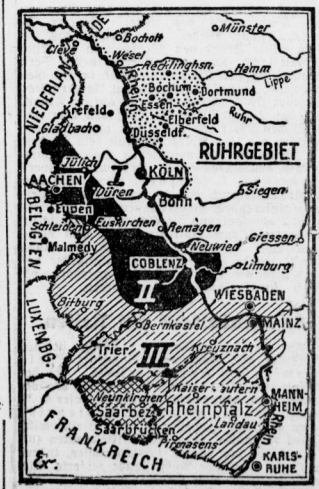 NIEDERLANDE
Cleve
Bocholt
Münster
Wesel
Rhein
Recklinghsn.
Hamm
Lippe
Bochum
Dortmund
Essen
Ruhr
Krefeld
Elberfeld
Gladbach
Düsseldf.
RUHRGEBIET
Jülich
I
KÖLN
AACHEN
Düren
Bonn
Siegen
Eupen
Euskirchen
BELGIEN
Schleiden
Remagen
Malmedy
Neuwied
Giessen
COBLENZ
Limburg
LUXEMBG.
II
WIESBADEN
Bitburg
MAINZ
Bernkastel
Trier
III
Kreuznach
Kaiserslautern
Neunkirchen
MANN-
HEIM
Saarbez.
Rheinpfalz
Landau
Rhein
Saarbrücken
Pirmasens
FRANKREICH
KARLS-
RUHE